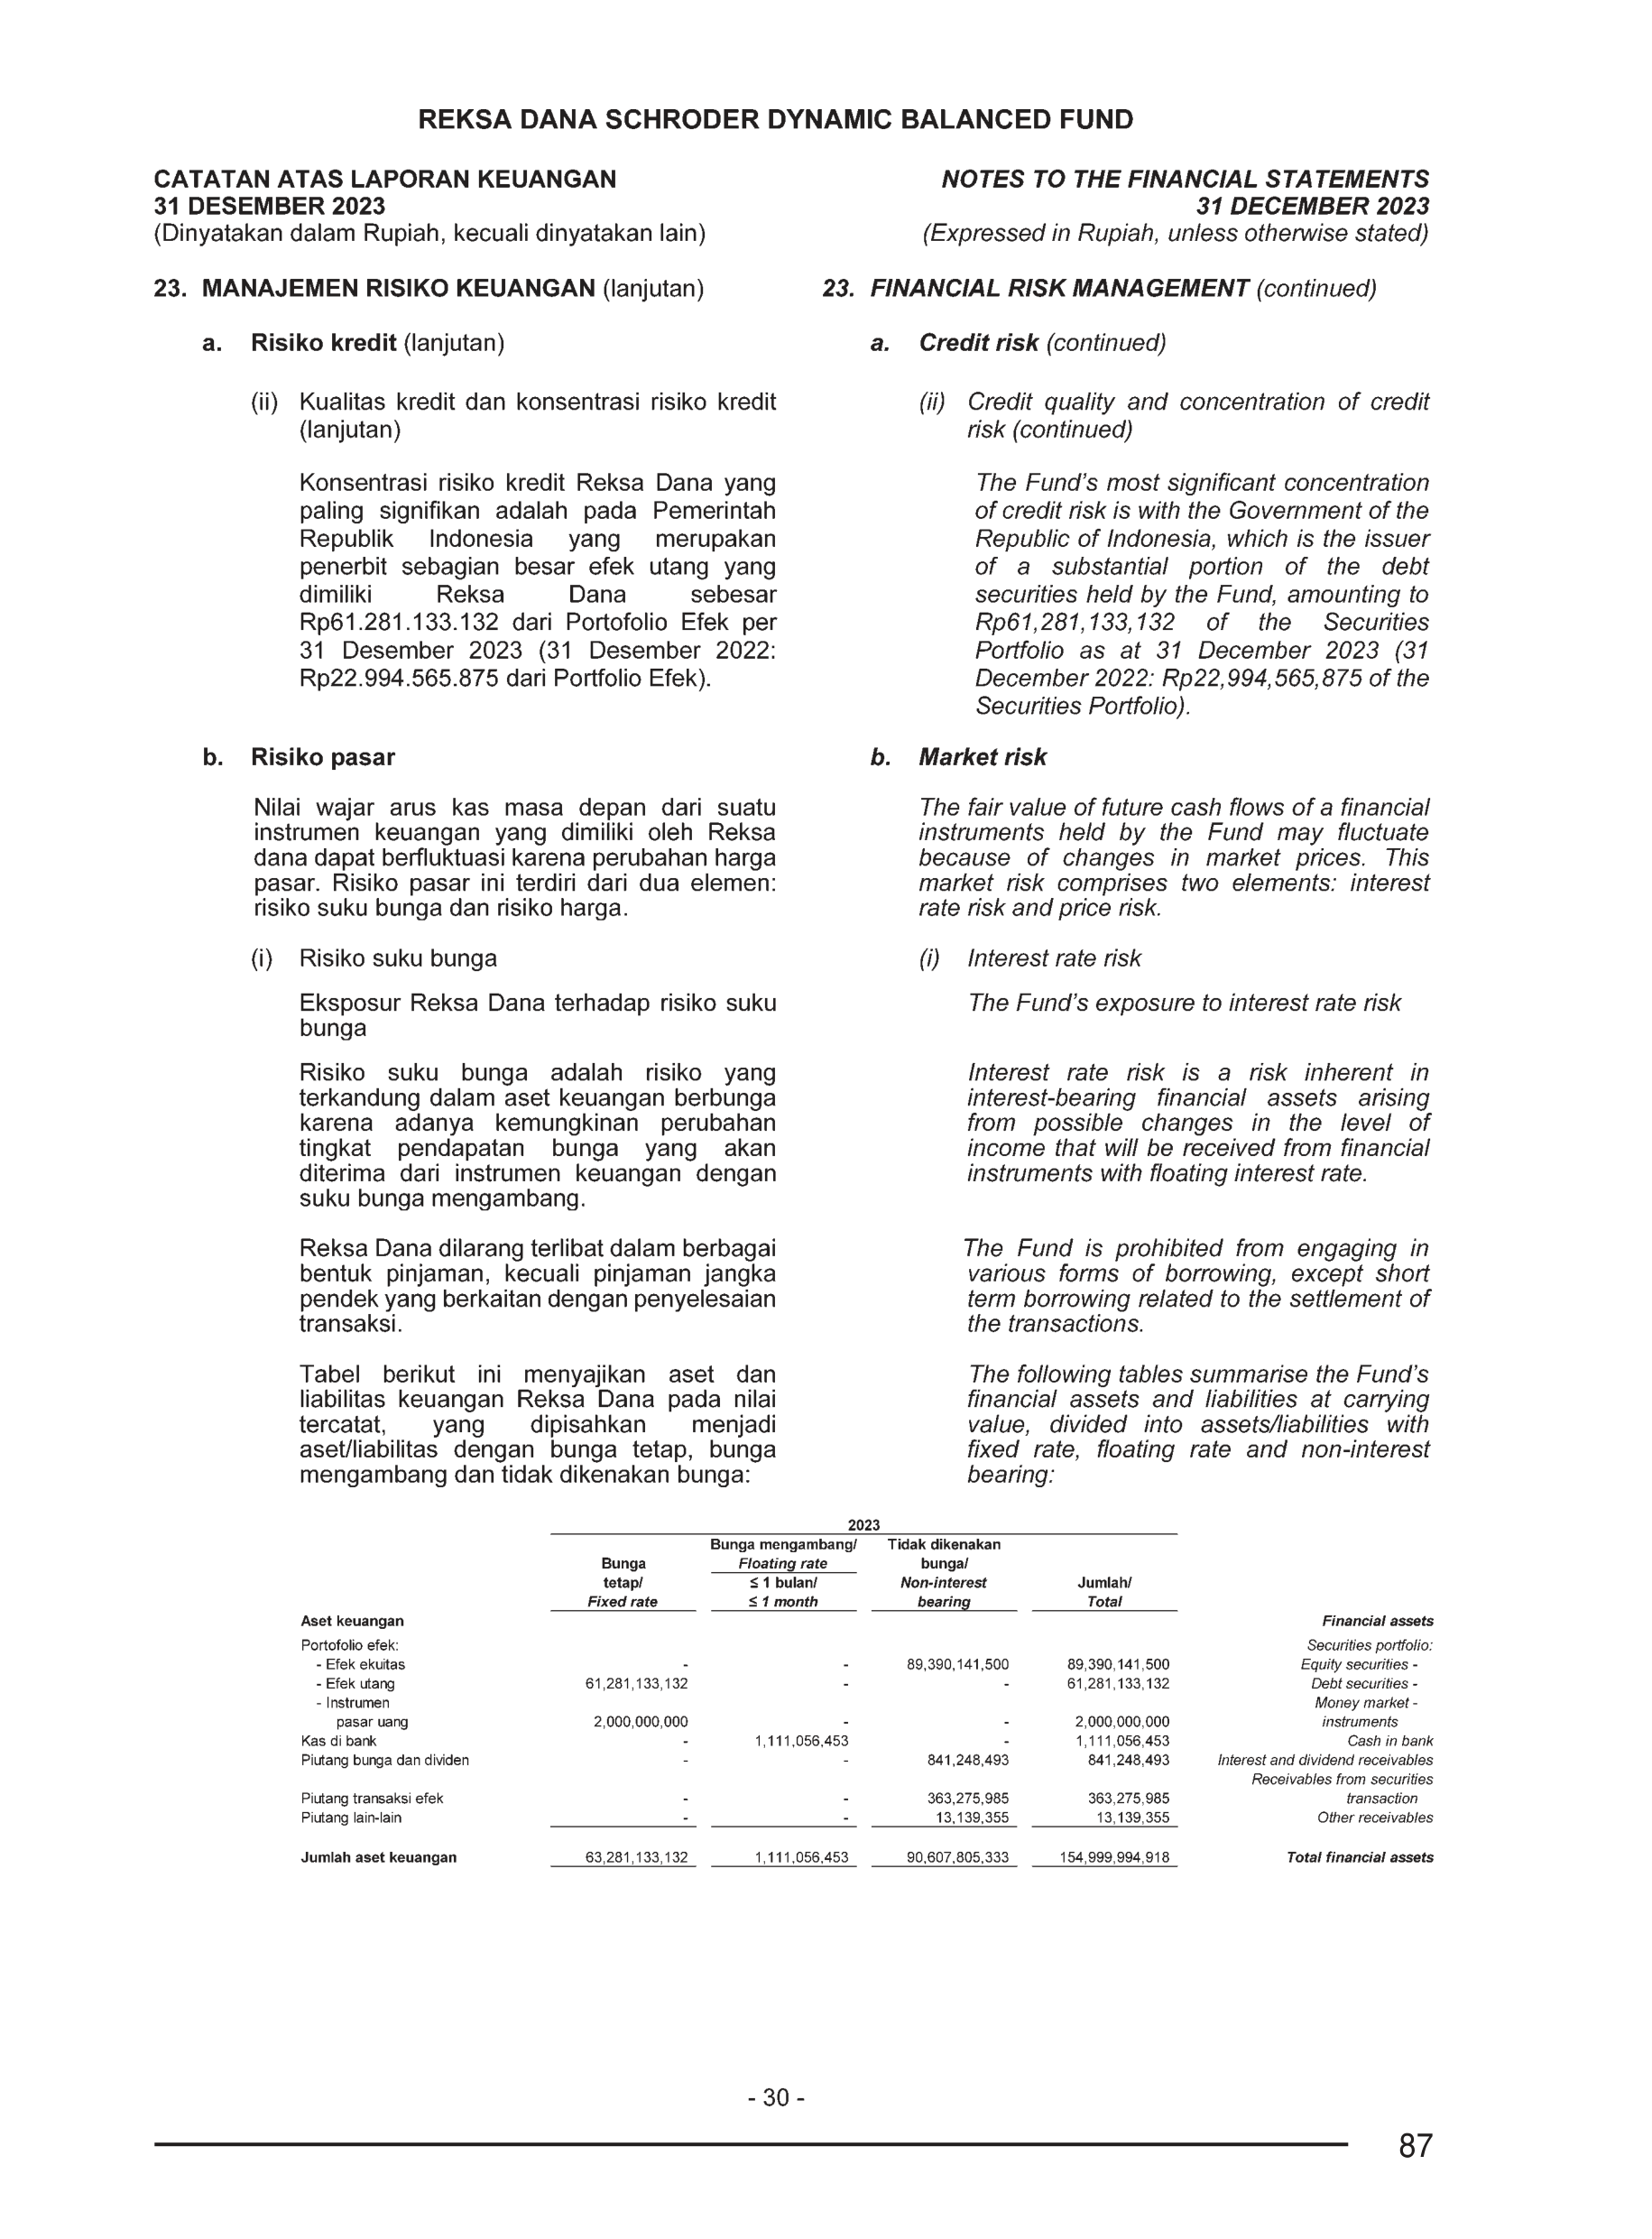 REKSA DANA SCHRODER DYNAMIC BALANCED FUND
CATATAN ATAS LAPORAN KEUANGAN
31 DESEMBER 2023
(Dinyatakan dalam Rupiah, kecuali dinyatakan lain)
NOTES TO THE FINANCIAL STATEMENTS
31 DECEMBER 2023
(Expressed in Rupiah, unless otherwise stated)
23. MANAJEMEN RISIKO KEUANGAN (lanjutan)
a. Risiko kredit (lanjutan)
(ii) Kualitas kredit dan konsentrasi risiko kredit
(lanjutan)
Konsentrasi risiko kredit Reksa Dana yang
paling signifikan adalah pada Pemerintah
Republik Indonesia yang merupakan
penerbit sebagian besar efek utang yang
dimiliki Reksa Dana sebesar
Rp61.281.133.132 dari Portofolio Efek per
31 Desember 2023 (31 Desember 2022:
Rp22.994.565.875 dari Portfolio Efek).
b. Risiko pasar
Nilai wajar arus kas masa depan dari suatu
instrumen keuangan yang dimiliki oleh Reksa
dana dapat berfluktuasi karena perubahan harga
pasar. Risiko pasar ini terdiri dari dua elemen:
risiko suku bunga dan risiko harga.
(i) Risiko suku bunga
Eksposur Reksa Dana terhadap risiko suku
bunga
Risiko suku bunga adalah risiko yang
terkandung dalam aset keuangan berbunga
karena adanya kemungkinan perubahan
tingkat pendapatan bunga yang akan
diterima dari instrumen keuangan dengan
suku bunga mengambang.
Reksa Dana dilarang terlibat dalam berbagai
bentuk pinjaman, kecuali pinjaman jangka
pendek yang berkaitan dengan penyelesaian
transaksi.
Tabel berikut ini menyajikan aset dan
liabilitas keuangan Reksa Dana pada nilai
tercatat, yang dipisahkan menjadi
aset/liabilitas dengan bunga tetap, bunga
mengambang dan tidak dikenakan bunga:
23. FINANCIAL RISK MANAGEMENT (continued)
a. Credit risk (continued)
(ii) Credit quality and concentration of credit
risk (continued)
The Fund's most significant concentration
of credit risk is with the Government of the
Republic of Indonesia, which is the issuer
of a substantial portion of the debt
securities held by the Fund, amounting to
Rp61,281,133,132 of the Securities
Portfolio as at 31 December 2023 (31
December 2022: Rp22,994,565,875 of the
Securities Portfolio).
b. Market risk
The fair value of future cash flows of a financial
instruments held by the Fund may fluctuate
because of changes in market prices. This
market risk comprises two elements: interest
rate risk and price risk.
(i) Interest rate risk
The Fund's exposure to interest rate risk
Interest rate risk is a risk inherent in
interest-bearing financial assets arising
from possible changes in the level of
income that will be received from financial
instruments with floating interest rate.
The Fund is prohibited from engaging in
various forms of borrowing, except short
term borrowing related to the settlement of
the transactions.
The following tables summarise the Fund's
financial assets and liabilities at carrying
value, divided into assets/liabilities with
fixed rate, floating rate and non-interest
bearing:
2023
Bunga mengambang/ Tidak dikenakan
Bunga Floating rate bunga/
tetap/ ≤ 1 bulan/ Non-interest Jumlah/
Fixed rate ≤ 1 month bearing Total
Aset keuangan Financial assets
Portofolio efek: Securities portfolio:
- Efek ekuitas - - 89,390,141,500 89,390,141,500 Equity securities -
- Efek utang 61,281,133,132 - - 61,281,133,132 Debt securities -
- Instrumen Money market -
pasar uang 2,000,000,000 - - 2,000,000,000 instruments
Kas di bank - 1,111,056,453 - 1,111,056,453 Cash in bank
Piutang bunga dan dividen - - 841,248,493 841,248,493 Interest and dividend receivables
Receivables from securities
Piutang transaksi efek - - 363,275,985 363,275,985 transaction
Piutang lain-lain - - 13,139,355 13,139,355 Other receivables
Jumlah aset keuangan 63,281,133,132 1,111,056,453 90,607,805,333 154,999,994,918 Total financial assets
- 30 -
87